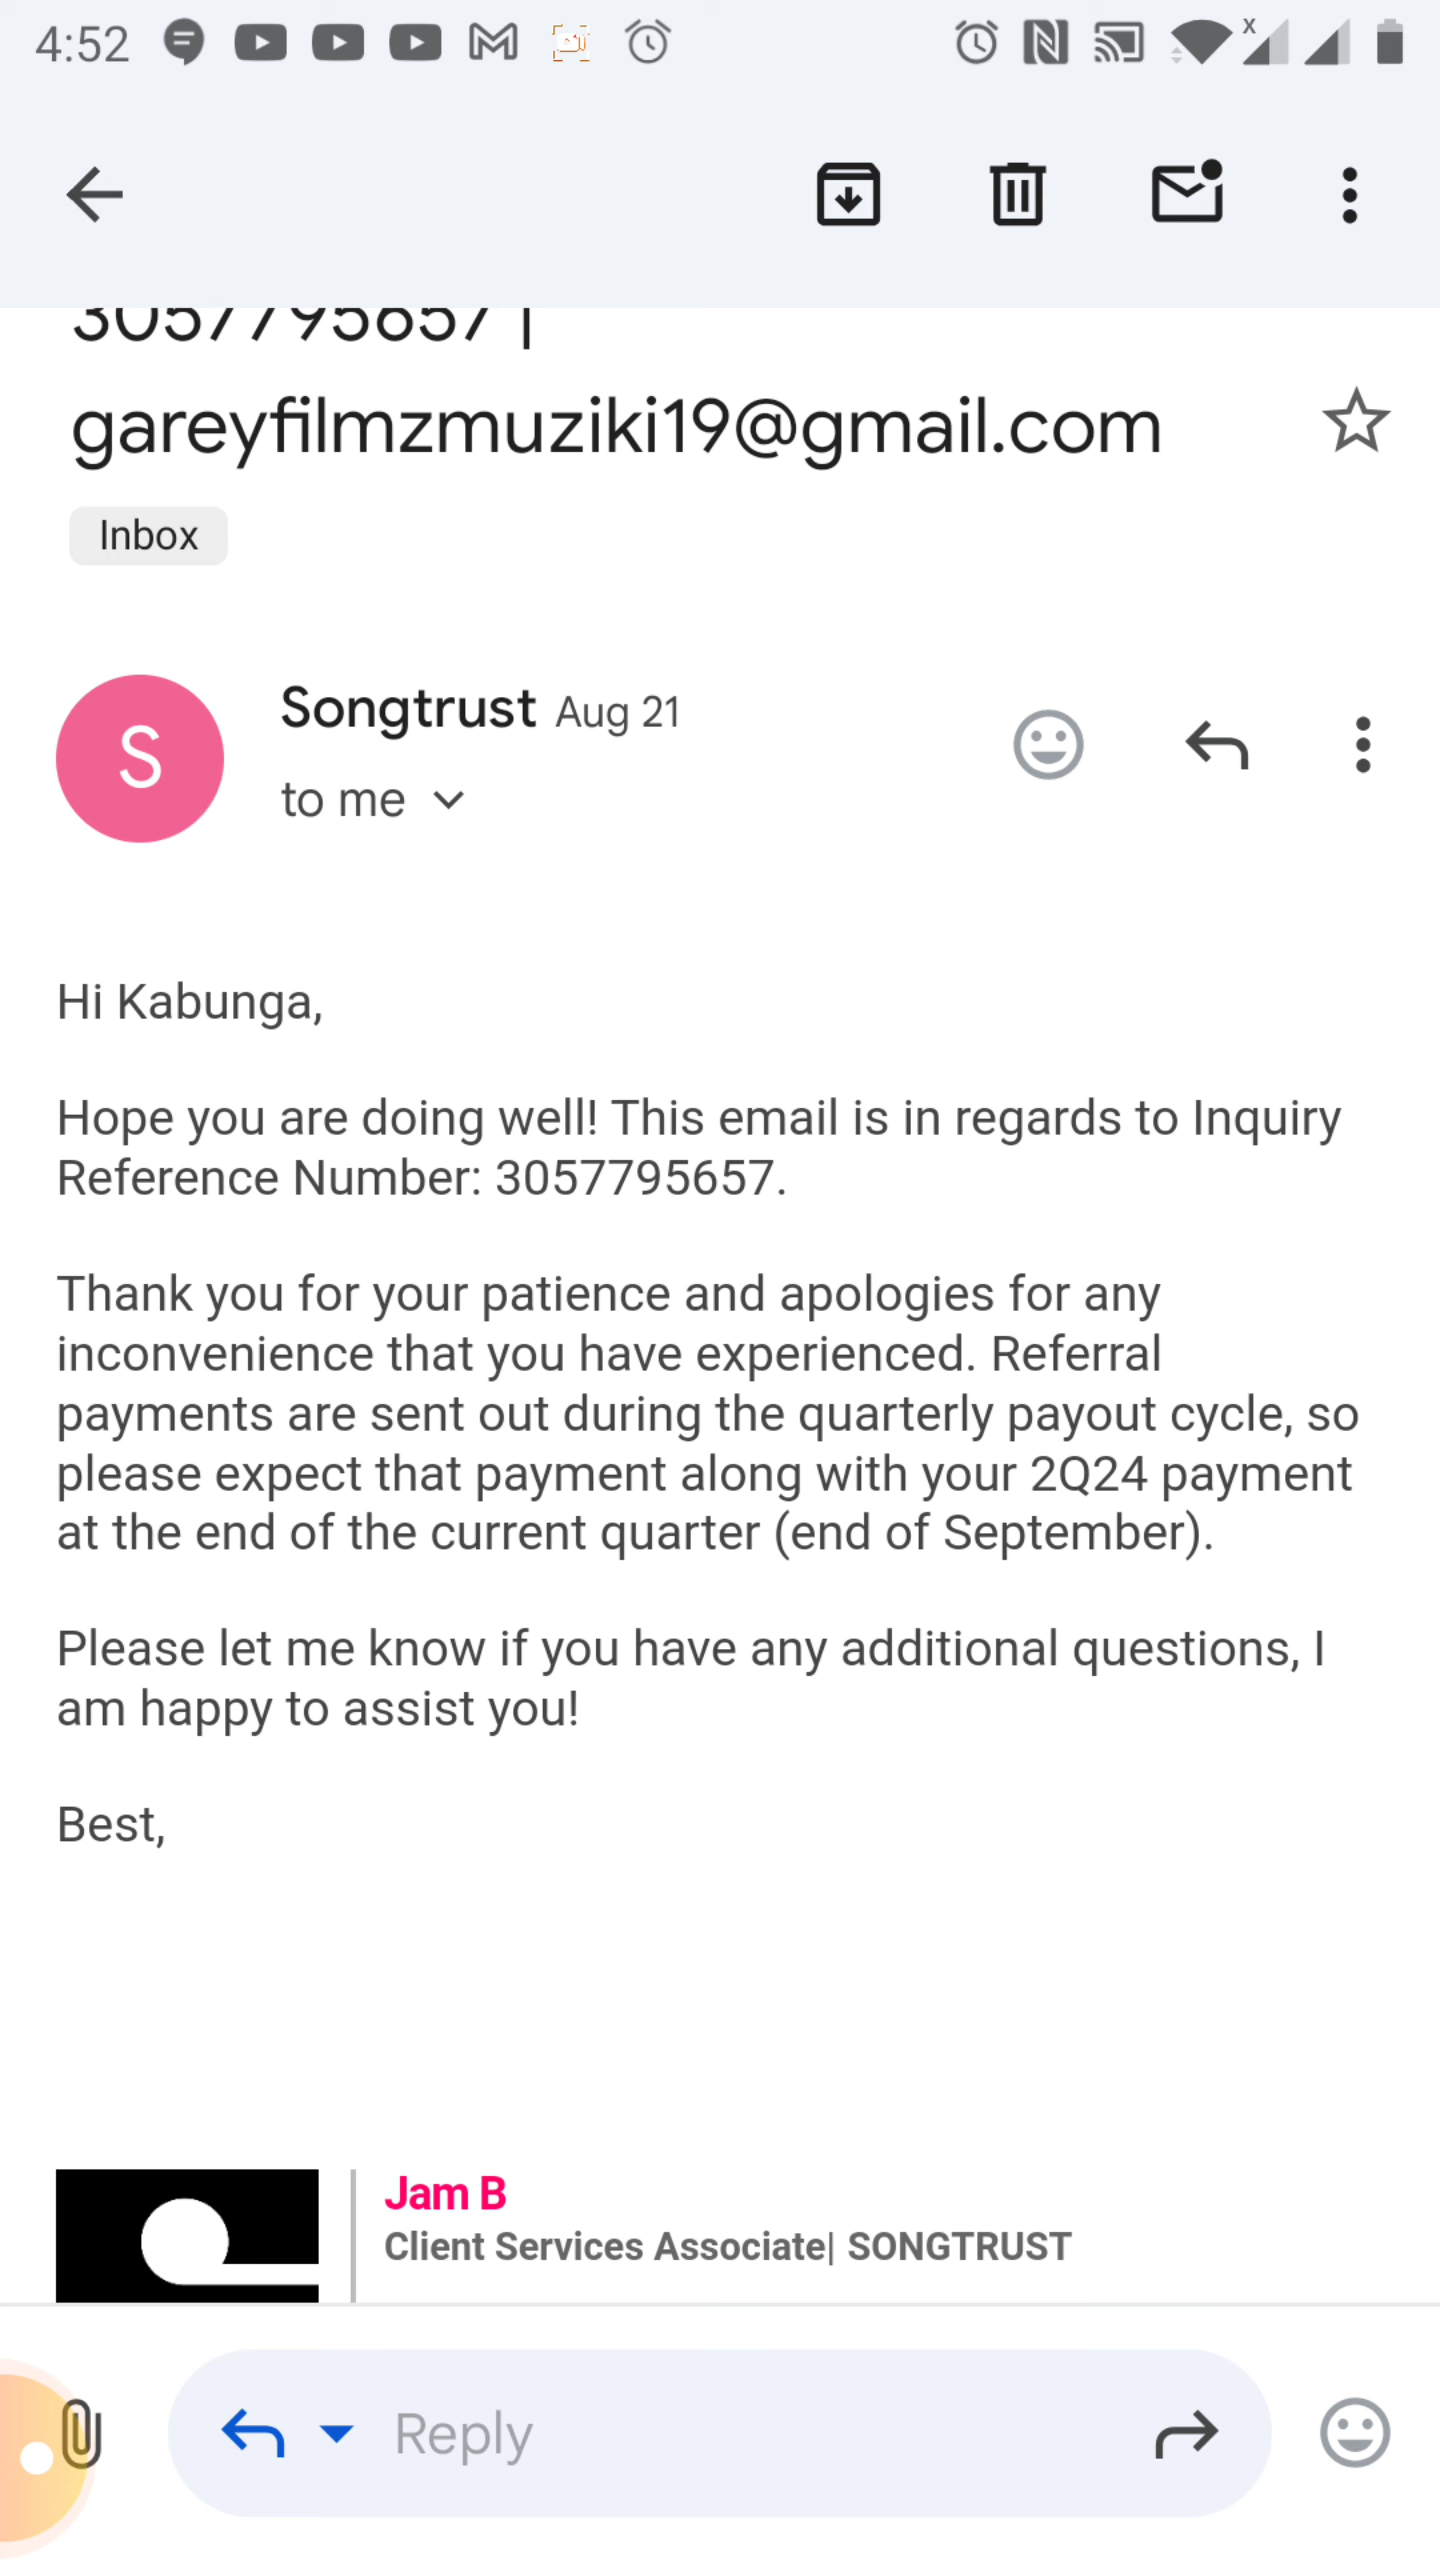 4:52
3057795657 |
gareyfilmzmuziki19@gmail.com
Inbox
S
Songtrust Aug 21
to me
Hi Kabunga,
Hope you are doing well! This email is in regards to Inquiry
Reference Number: 3057795657.
Thank you for your patience and apologies for any
inconvenience that you have experienced. Referral
payments are sent out during the quarterly payout cycle, so
please expect that payment along with your 2Q24 payment
at the end of the current quarter (end of September).
Please let me know if you have any additional questions, I
am happy to assist you!
Best,
Jam B
Client Services Associate| SONGTRUST
Reply